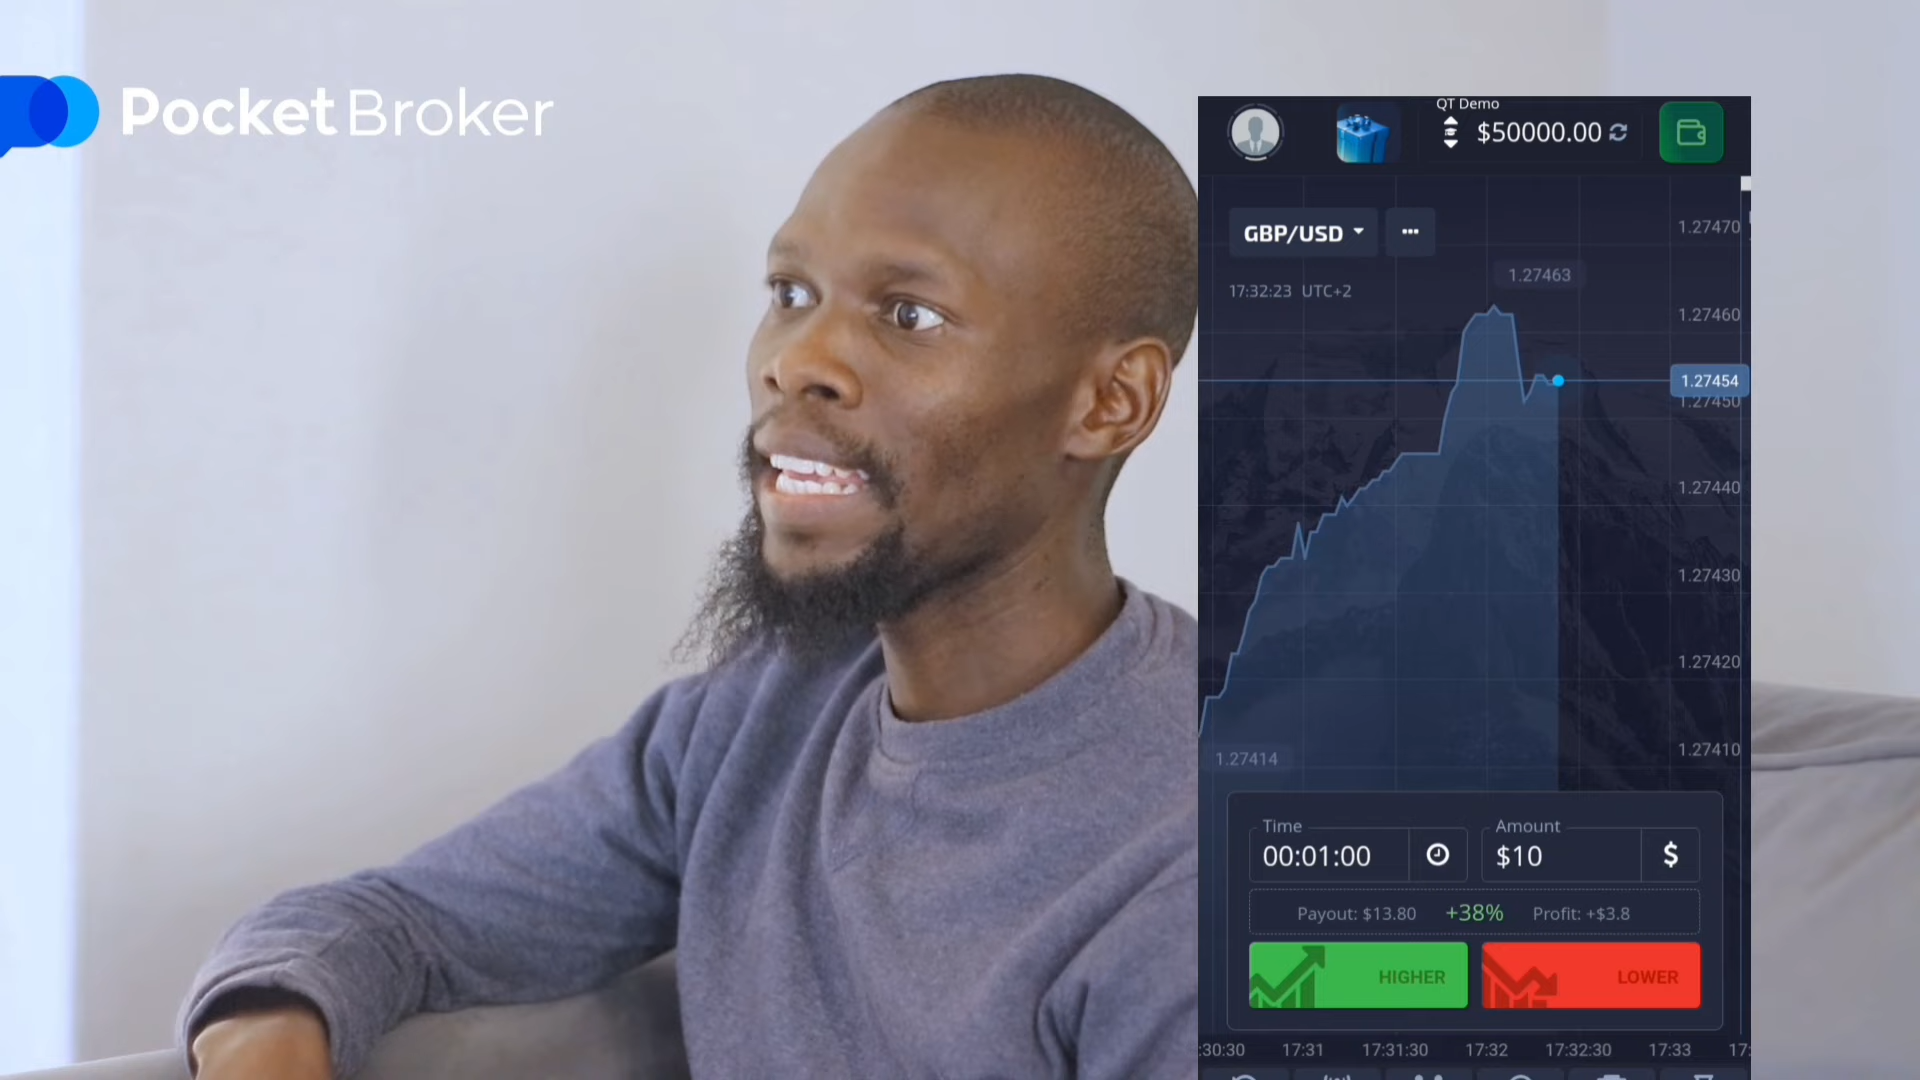 Pocket Broker
QT Demo
$50000.00
GBP/USD
17:32:23 UTC+2
1.27470
1.27463
1.27460
1.27454
1.27450
1.27440
1.27430
1.27420
1.27410
1.27414
Time
00:01:00
Amount
$10
$
Payout: $13.80 +38% Profit: +$3.8
HIGHER
LOWER
:30:30 17:31 17:31:30 17:32 17:32:30 17:33 17: